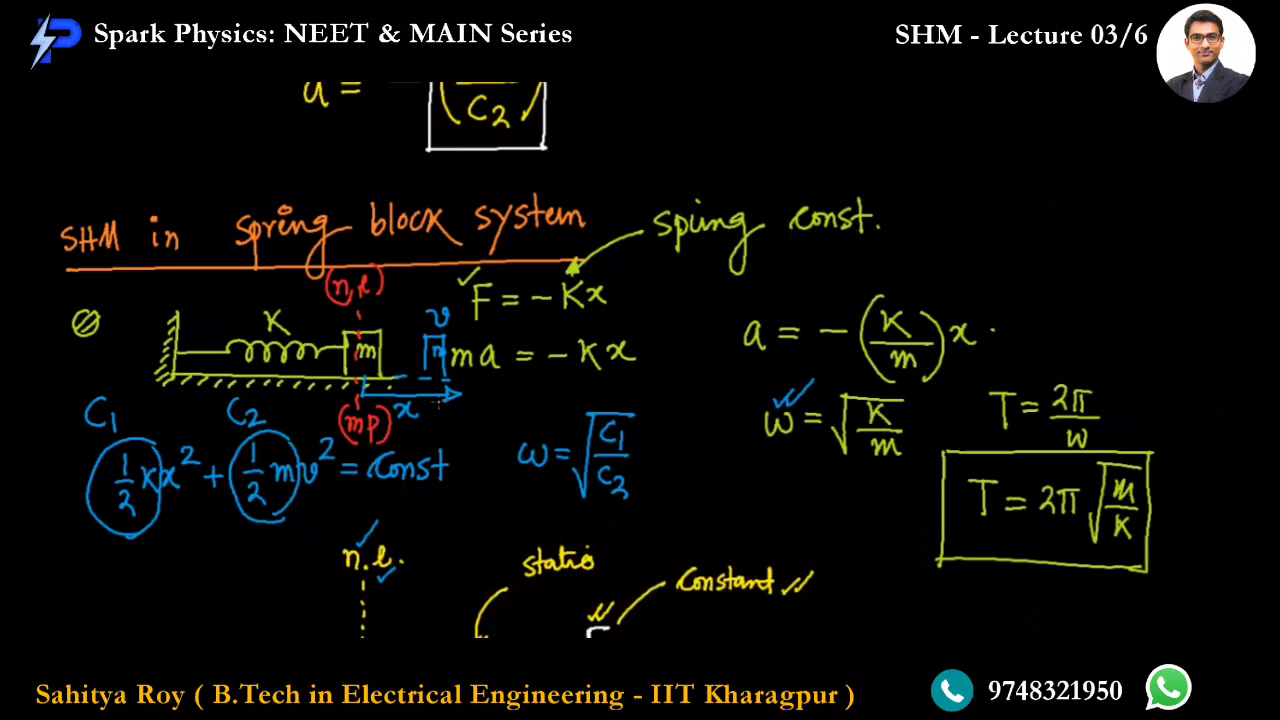 Spark Physics: NEET & MAIN Series
SHM - Lecture 03/6
a =
C2
SHM in spring block system
spring const.
(n.l)
F = - Kx
K
v
m
m
ma = - Kx
a = - (K/m) x
x
(mp)
C1
C2
½ Kx² + ½ mv² = const
ω = √(C1/C2)
ω = √(K/m)
T = 2π/ω
T = 2π √(m/K)
n.l.
static
constant
Sahitya Roy ( B.Tech in Electrical Engineering - IIT Kharagpur )
9748321950